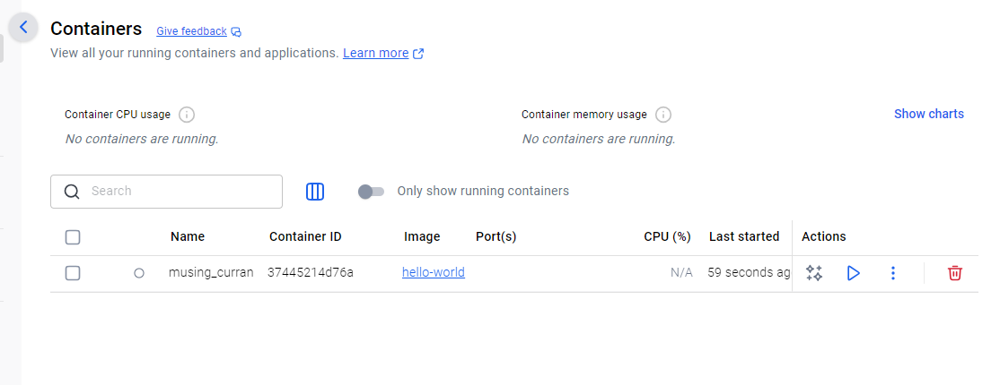 Containers Give feedback
View all your running containers and applications. Learn more
Container CPU usage Container memory usage Show charts
No containers are running. No containers are running.
Search Only show running containers
Name Container ID Image Port(s) CPU (%) Last started Actions
musing_curran 37445214d76a hello-world N/A 59 seconds ag